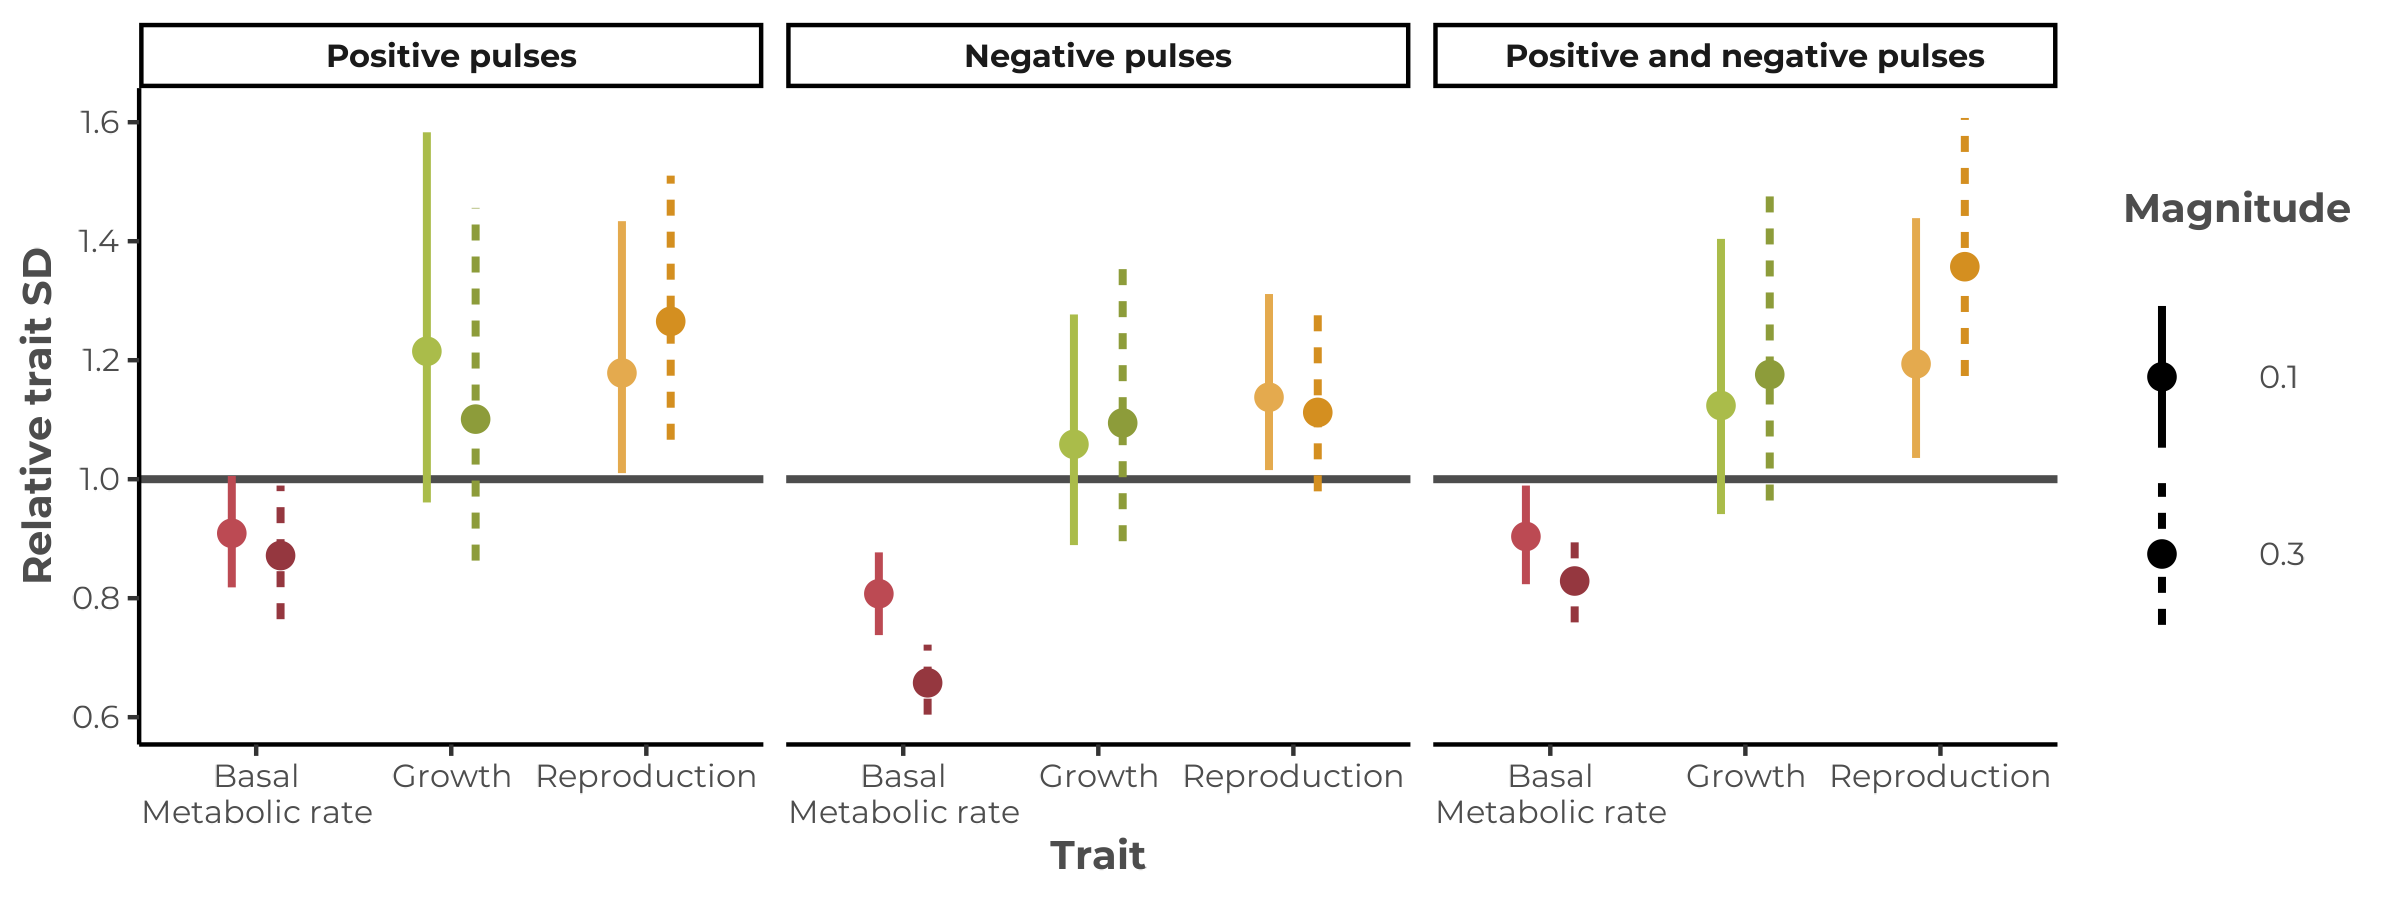 Positive pulses
Negative pulses
Positive and negative pulses
Relative trait SD
1.6
1.4
1.2
1.0
0.8
0.6
Basal
Metabolic rate
Growth
Reproduction
Basal
Metabolic rate
Growth
Reproduction
Basal
Metabolic rate
Growth
Reproduction
Trait
Magnitude
0.1
0.3